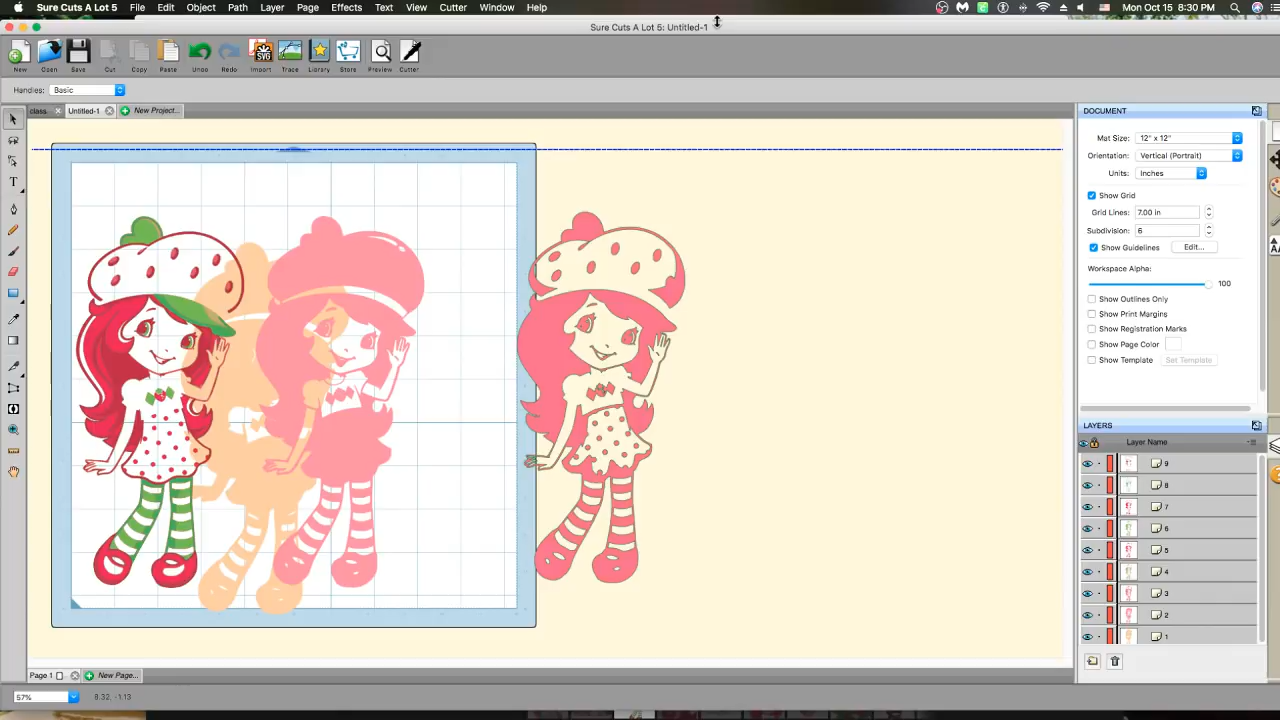 Sure Cuts A Lot 5 File Edit Object Path Layer Page Effects Text View Cutter Window Help Mon Oct 15 8:30 PM
Sure Cuts A Lot 5: Untitled-1
New Open Save Cut Copy Paste Undo Redo Import Trace Library Store Preview Cutter
SVG
Handles: Basic
class Untitled-1 New Project...
DOCUMENT
Mat Size: 12" x 12"
Orientation: Vertical (Portrait)
Units: Inches
Show Grid
Grid Lines: 7.00 in
Subdivision: 6
Show Guidelines Edit...
Workspace Alpha:
100
Show Outlines Only
Show Print Margins
Show Registration Marks
Show Page Color
Show Template Set Template
LAYERS
Layer Name
9
8
7
6
5
4
3
2
1
Page 1 New Page...
57% 8.32, -1.13